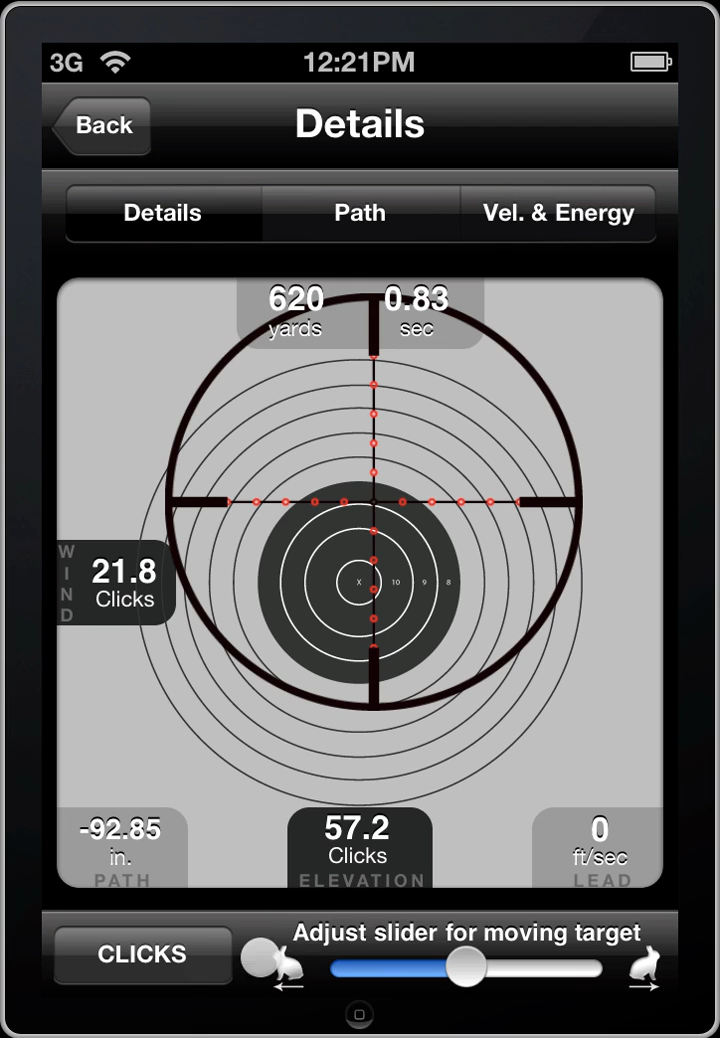 3G
12:21PM
Back
Details
Details
Path
Vel. & Energy
620
yards
0.83
sec
X 10 9 8
WIND
21.8
Clicks
-92.85
in.
PATH
57.2
Clicks
ELEVATION
0
ft/sec
LEAD
CLICKS
Adjust slider for moving target